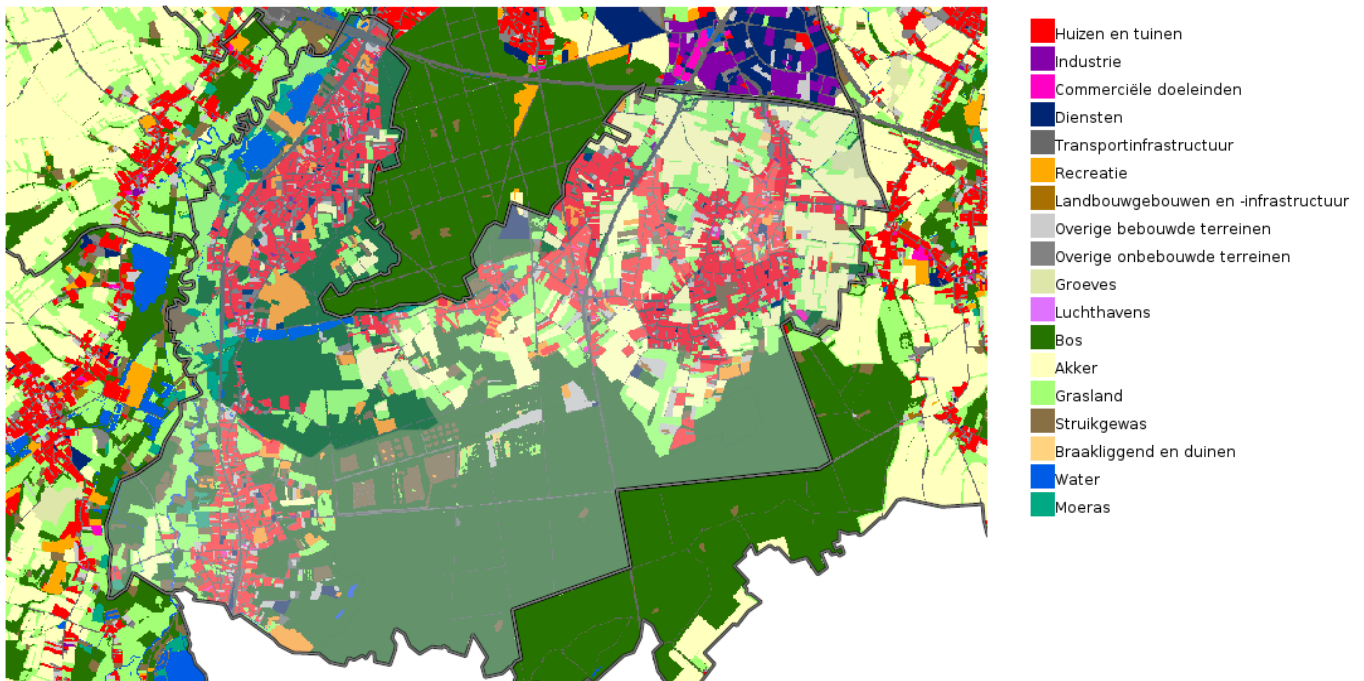 Huizen en tuinen
Industrie
Commerciële doeleinden
Diensten
Transportinfrastructuur
Recreatie
Landbouwgebouwen en -infrastructuur
Overige bebouwde terreinen
Overige onbebouwde terreinen
Groeves
Luchthavens
Bos
Akker
Grasland
Struikgewas
Braakliggend en duinen
Water
Moeras